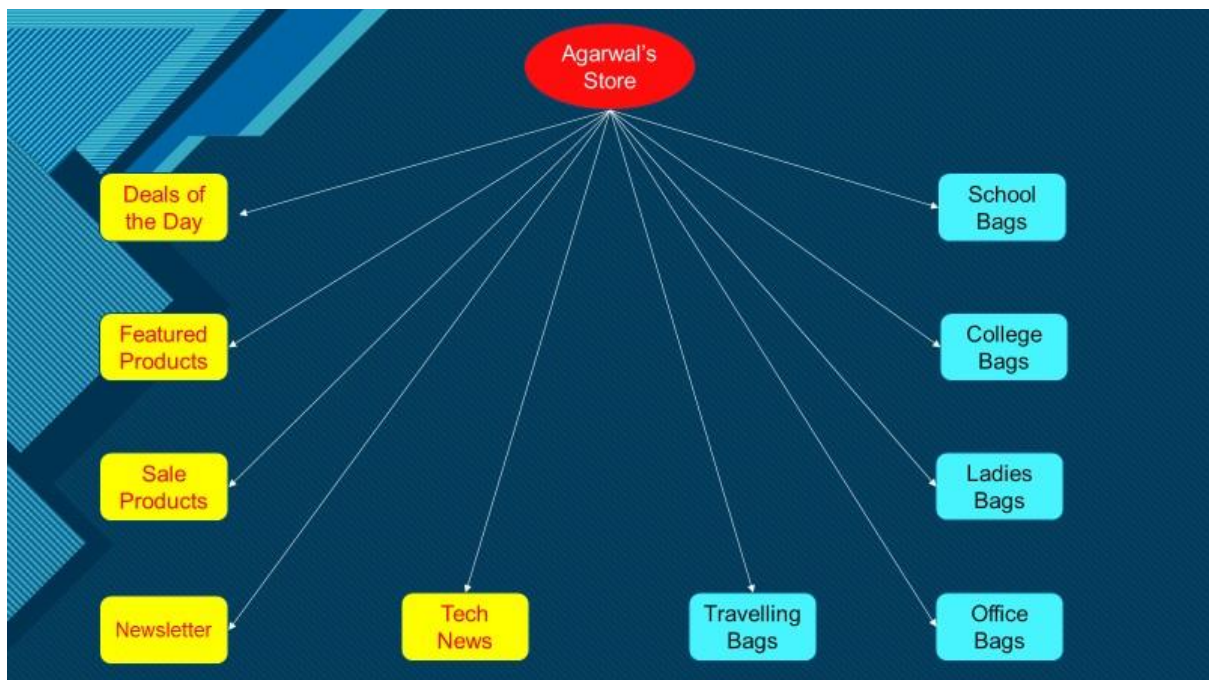 Agarwal's
Store
Deals of
the Day
School
Bags
Featured
Products
College
Bags
Sale
Products
Ladies
Bags
Newsletter
Tech
News
Travelling
Bags
Office
Bags